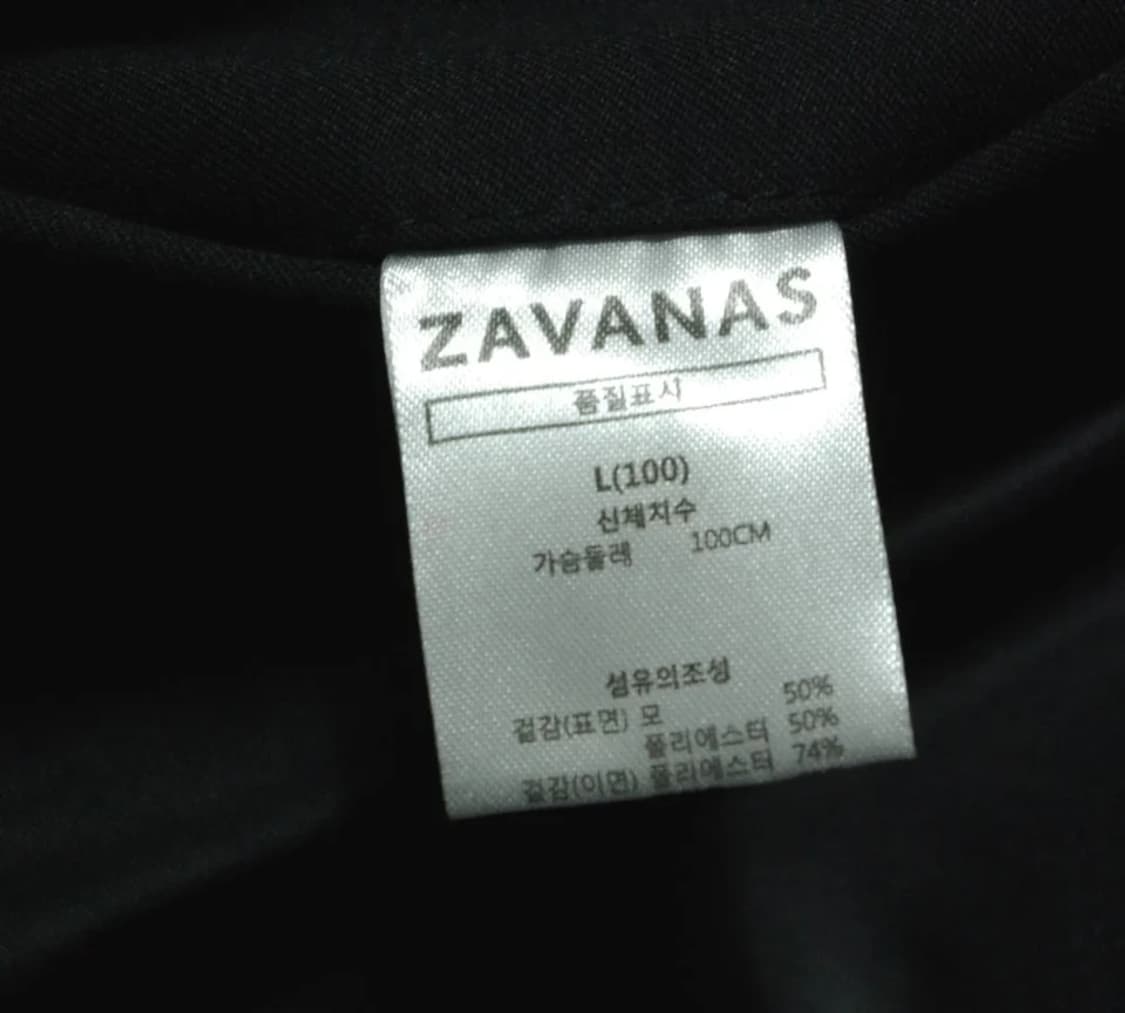 ZAVANAS
품질표시
L(100)
신체치수
가슴둘레 100CM
섬유의조성
겉감(표면) 모 50%
폴리에스터 50%
겉감(이면) 폴리에스터 74%